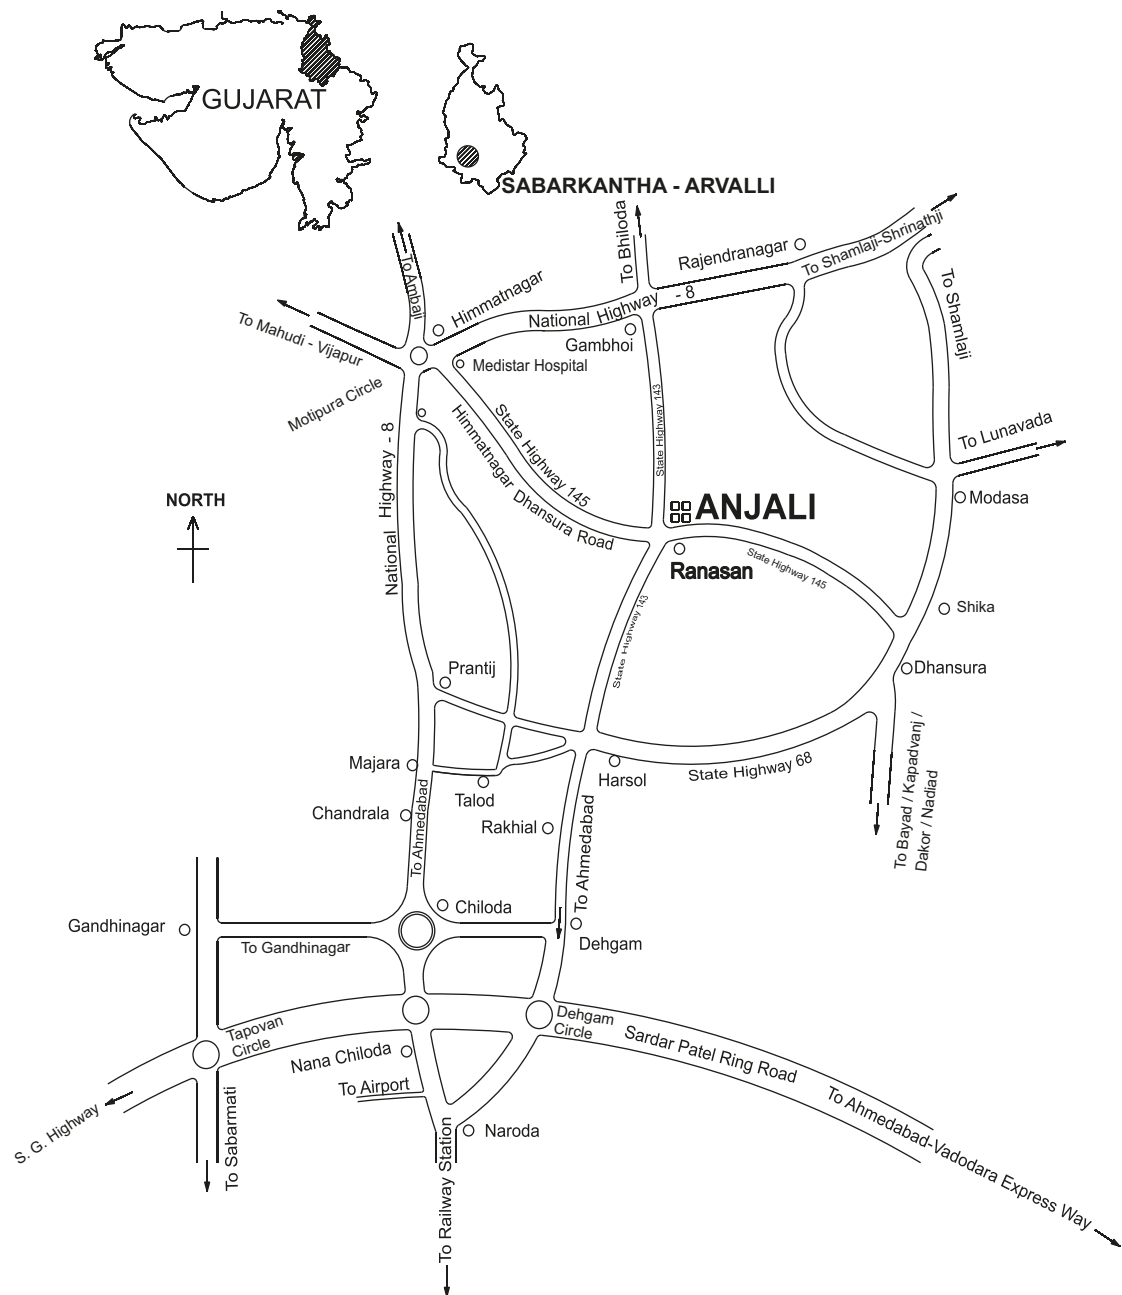 GUJARAT
SABARKANTHA - ARVALLI
To Bhiloda
To Shamlaji-Shrinathji
Rajendranagar
To Ambaji
Himmatnagar
National Highway - 8
To Shamlaji
To Mahudi - Vijapur
Gambhoi
Medistar Hospital
Motipura Circle
State Highway 143
State Highway 145
Himmatnagar Dhansura Road
To Lunavada
National Highway - 8
NORTH
Modasa
ANJALI
State Highway 145
Ranasan
Shika
State Highway 143
Prantij
Dhansura
Majara
Harsol
State Highway 68
Talod
To Bayad / Kapadvanj /
Dakor / Nadiad
Chandrala
To Ahmedabad
Rakhial
To Ahmedabad
Chiloda
Gandhinagar
To Gandhinagar
Dehgam
Tapovan
Circle
Dehgam
Circle
Sardar Patel Ring Road
Nana Chiloda
To Airport
To Ahmedabad-Vadodara Express Way
S. G. Highway
To Sabarmati
Naroda
To Railway Station